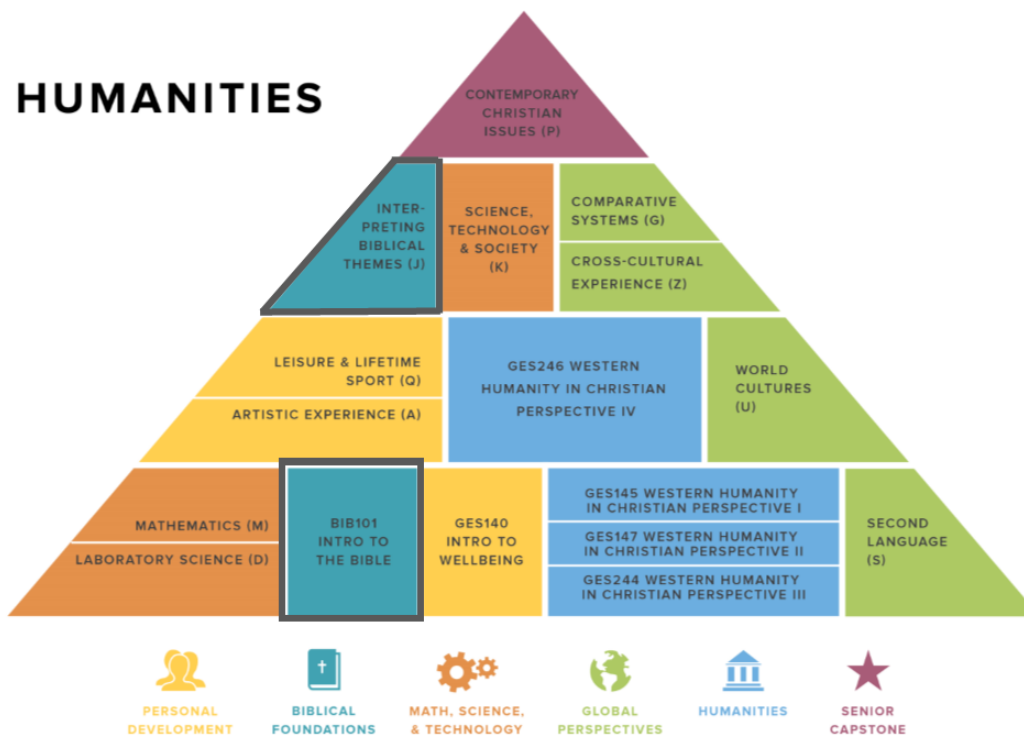 HUMANITIES
CONTEMPORARY
CHRISTIAN
ISSUES (P)
INTER-
PRETING
BIBLICAL
THEMES (J)
SCIENCE,
TECHNOLOGY
& SOCIETY
(K)
COMPARATIVE
SYSTEMS (G)
CROSS-CULTURAL
EXPERIENCE (Z)
LEISURE & LIFETIME
SPORT (Q)
ARTISTIC EXPERIENCE (A)
GES246 WESTERN
HUMANITY IN CHRISTIAN
PERSPECTIVE IV
WORLD
CULTURES
(U)
MATHEMATICS (M)
LABORATORY SCIENCE (D)
BIB101
INTRO TO
THE BIBLE
GES140
INTRO TO
WELLBEING
GES145 WESTERN HUMANITY
IN CHRISTIAN PERSPECTIVE I
GES147 WESTERN HUMANITY
IN CHRISTIAN PERSPECTIVE II
GES244 WESTERN HUMANITY
IN CHRISTIAN PERSPECTIVE III
SECOND
LANGUAGE
(S)
PERSONAL
DEVELOPMENT
BIBLICAL
FOUNDATIONS
MATH, SCIENCE,
& TECHNOLOGY
GLOBAL
PERSPECTIVES
HUMANITIES
SENIOR
CAPSTONE